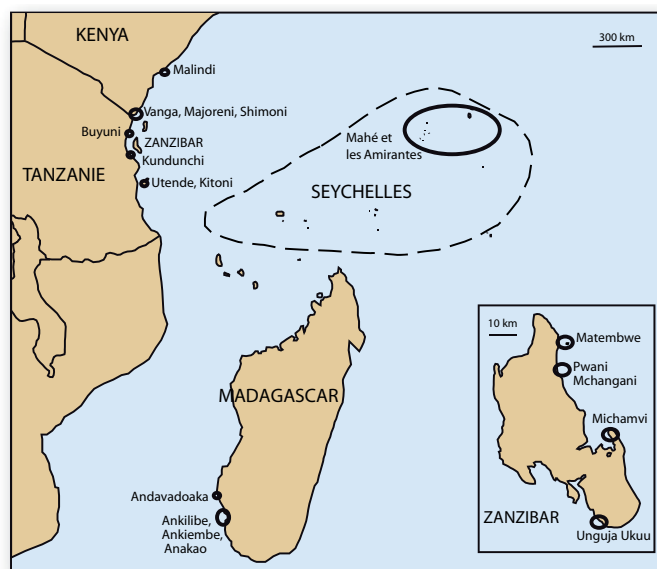 KENYA
300 km
Malindi
Vanga, Majoreni, Shimoni
Buyuni
ZANZIBAR
Kundunchi
TANZANIE
Utende, Kitoni
Mahé et
les Amirantes
SEYCHELLES
MADAGASCAR
Andavadoaka
Ankilibe,
Ankiembe,
Anakao
10 km
Matembwe
Pwani
Mchangani
Michamvi
ZANZIBAR
Unguja Ukuu